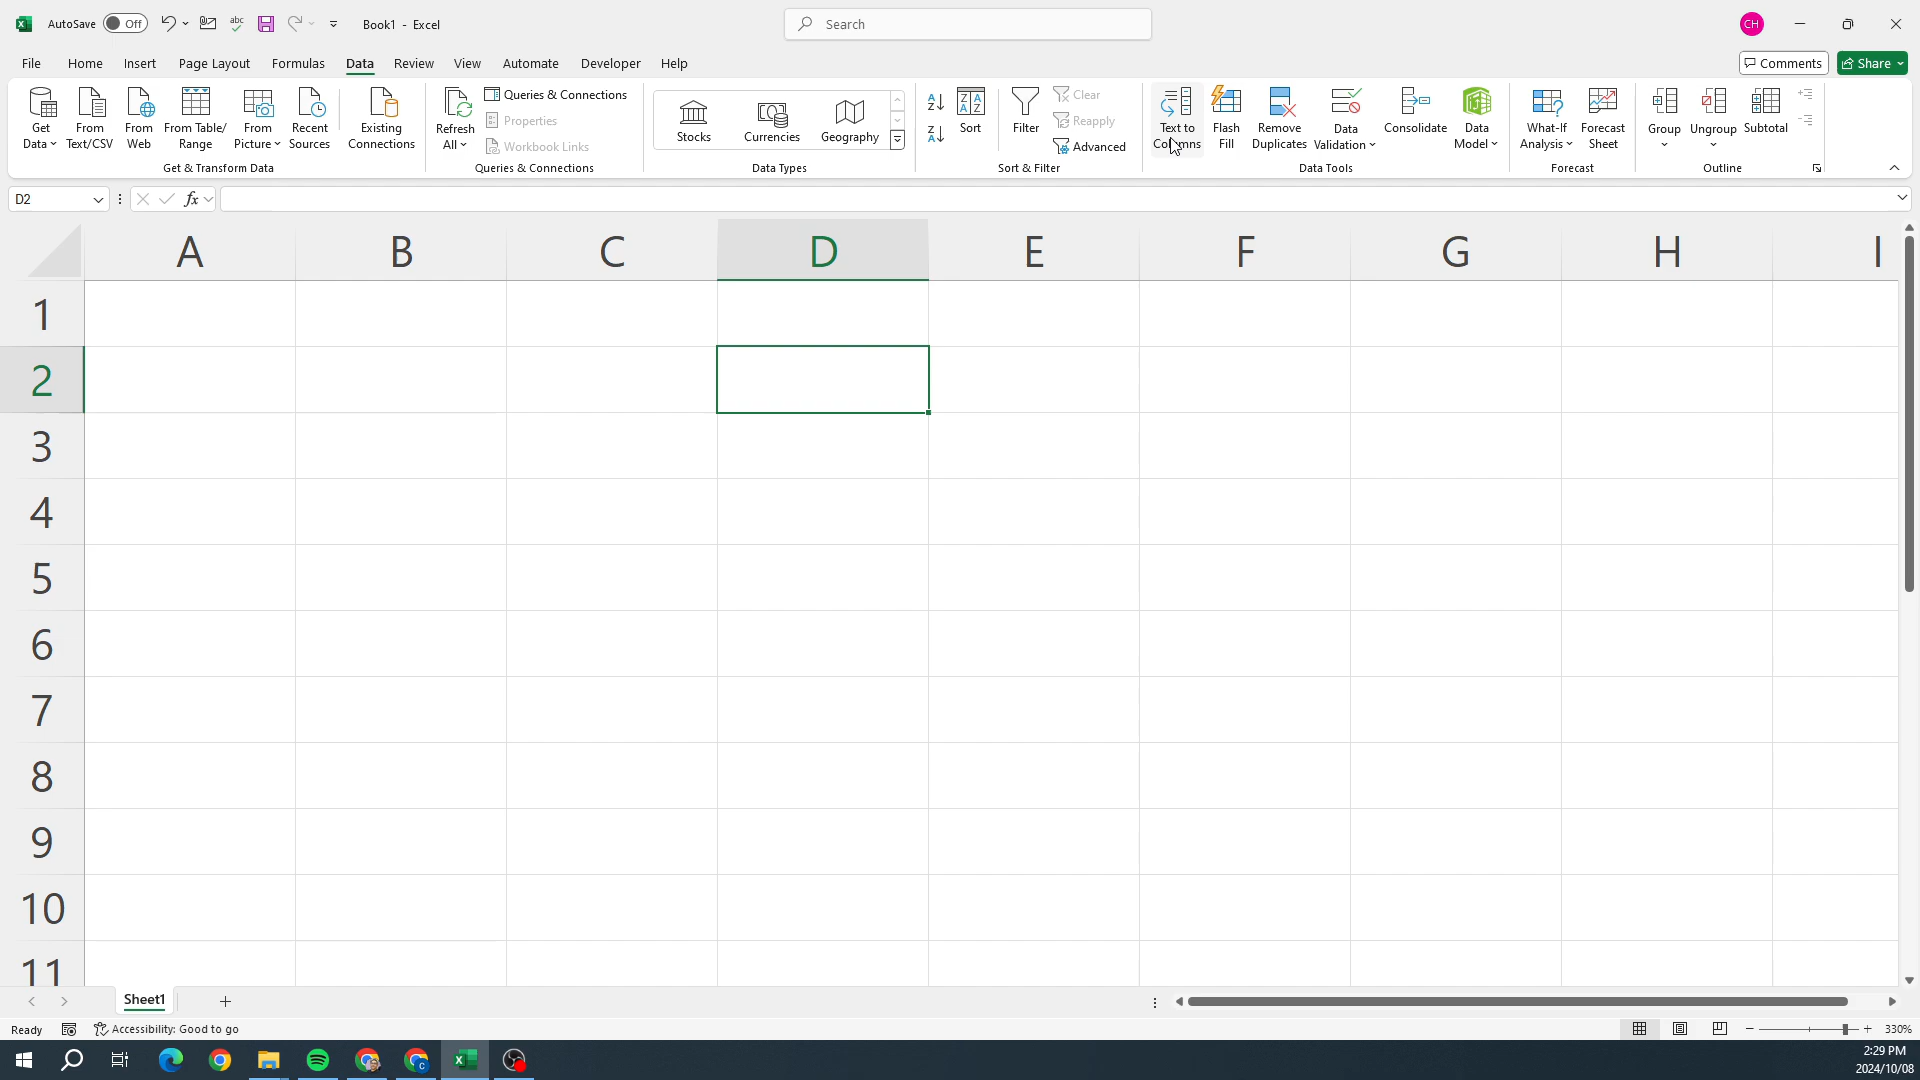 AutoSave Off abc Book1 - Excel Search CH
File Home Insert Page Layout Formulas Data Review View Automate Developer Help Comments Share
Get Data From Text/CSV From Web From Table/ Range From Picture Recent Sources Existing Connections
Get & Transform Data
Refresh All Queries & Connections
Properties
Workbook Links
Queries & Connections
Stocks Currencies Geography
Data Types
Sort Filter Clear
Reapply
Advanced
Sort & Filter
Text to Columns Flash Fill Remove Duplicates Data Validation Consolidate Data Model
Data Tools
What-If Analysis Forecast Sheet
Forecast
Group Ungroup Subtotal
Outline
D2 fx
A B C D E F G H I
1
2
3
4
5
6
7
8
9
10
11
Sheet1
Ready Accessibility: Good to go 330%
2:29 PM
2024/10/08